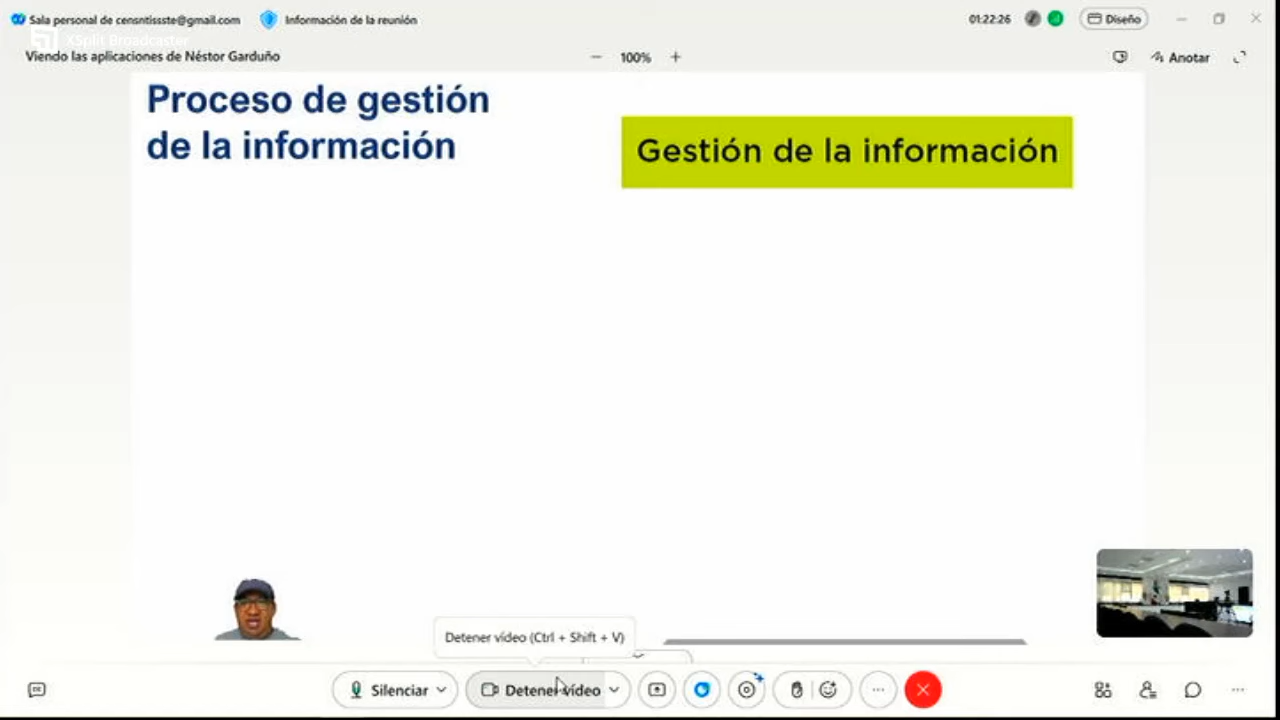 Sala personal de censntissste@gmail.com
Información de la reunión
01:22:26
Diseño
XSplit Broadcaster
Viendo las aplicaciones de Néstor Garduño
100%
Anotar
Proceso de gestión
de la información
Gestión de la información
Detener vídeo (Ctrl + Shift + V)
Silenciar
Detener vídeo